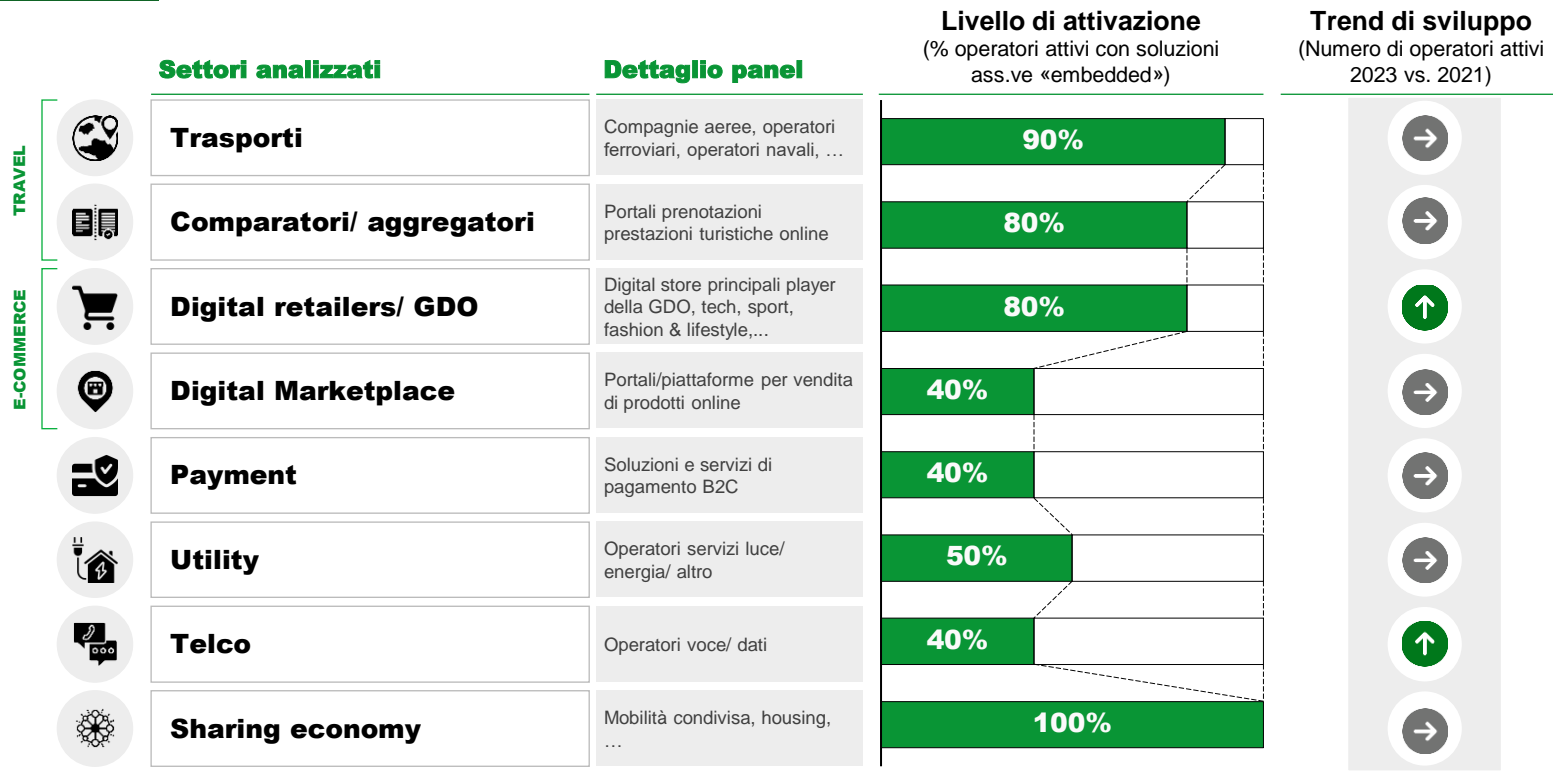 Livello di attivazione
(% operatori attivi con soluzioni
ass.ve «embedded»)
Trend di sviluppo
(Numero di operatori attivi
2023 vs. 2021)
Settori analizzati
Dettaglio panel
TRAVEL
Trasporti
Compagnie aeree, operatori
ferroviari, operatori navali, …
90%
Comparatori/ aggregatori
Portali prenotazioni
prestazioni turistiche online
80%
E-COMMERCE
Digital retailers/ GDO
Digital store principali player
della GDO, tech, sport,
fashion & lifestyle,...
80%
Digital Marketplace
Portali/piattaforme per vendita
di prodotti online
40%
Payment
Soluzioni e servizi di
pagamento B2C
40%
Utility
Operatori servizi luce/
energia/ altro
50%
Telco
Operatori voce/ dati
40%
Sharing economy
Mobilità condivisa, housing,
…
100%